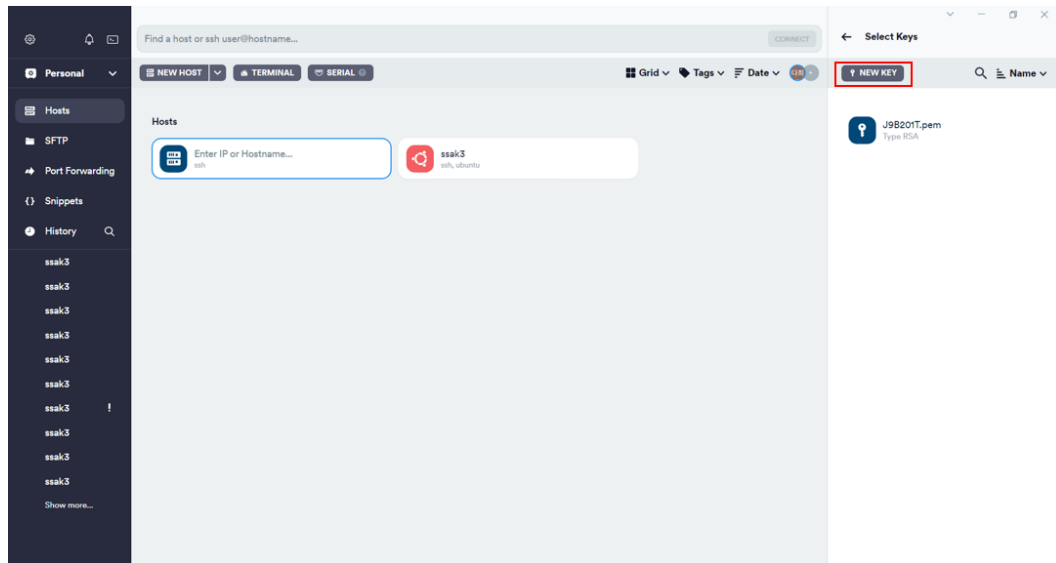 Find a host or ssh user@hostname...
CONNECT
Select Keys
Personal
NEW HOST
TERMINAL
SERIAL
Grid
Tags
Date
NEW KEY
Name
Hosts
SFTP
Port Forwarding
Snippets
History
ssak3
ssak3
ssak3
ssak3
ssak3
ssak3
ssak3 !
ssak3
ssak3
ssak3
Show more...
Hosts
Enter IP or Hostname...
ssh
ssak3
ssh, ubuntu
J9B201T.pem
Type RSA